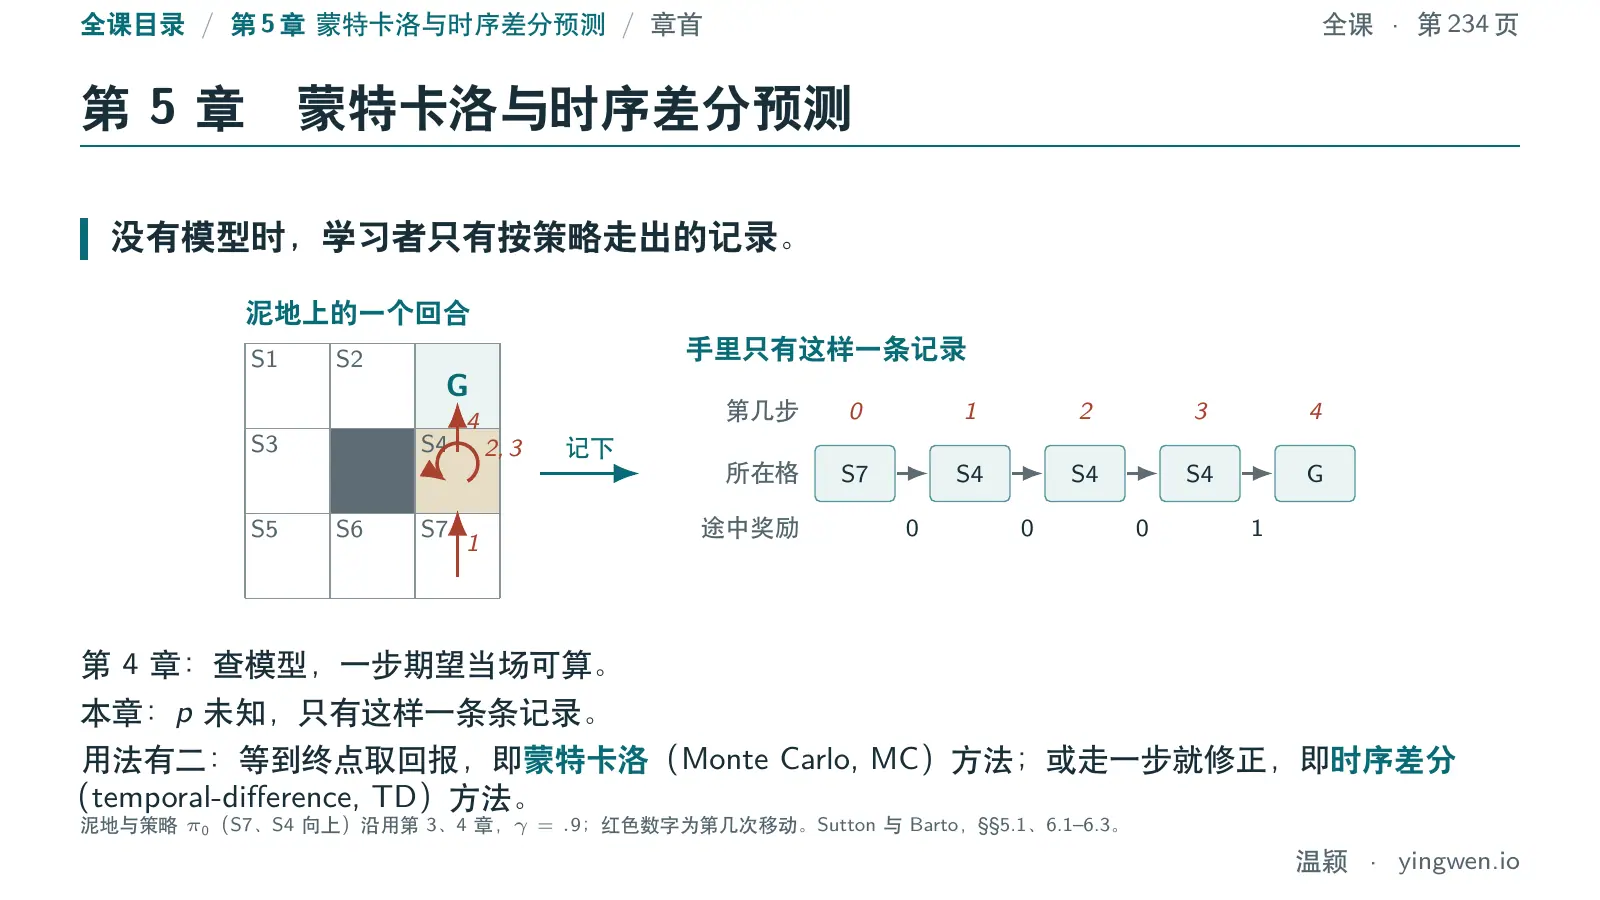 全课目录 / 第 5 章 蒙特卡洛与时序差分预测 / 章首
全课 · 第 234 页
第 5 章 蒙特卡洛与时序差分预测
没有模型时，学习者只有按策略走出的记录。
泥地上的一个回合
S1 S2 G
4
S3 S4 2, 3
S5 S6 S7 1
记下
手里只有这样一条记录
第几步 0 1 2 3 4
所在格 S7 S4 S4 S4 G
途中奖励 0 0 0 1
第 4 章：查模型，一步期望当场可算。
本章：p 未知，只有这样一条条记录。
用法有二：等到终点取回报，即蒙特卡洛（Monte Carlo, MC）方法；或走一步就修正，即时序差分
（temporal-difference, TD）方法。
泥地与策略 π₀（S7、S4 向上）沿用第 3、4 章，γ = .9；红色数字为第几次移动。Sutton 与 Barto，§§5.1、6.1–6.3。
温颖 · yingwen.io